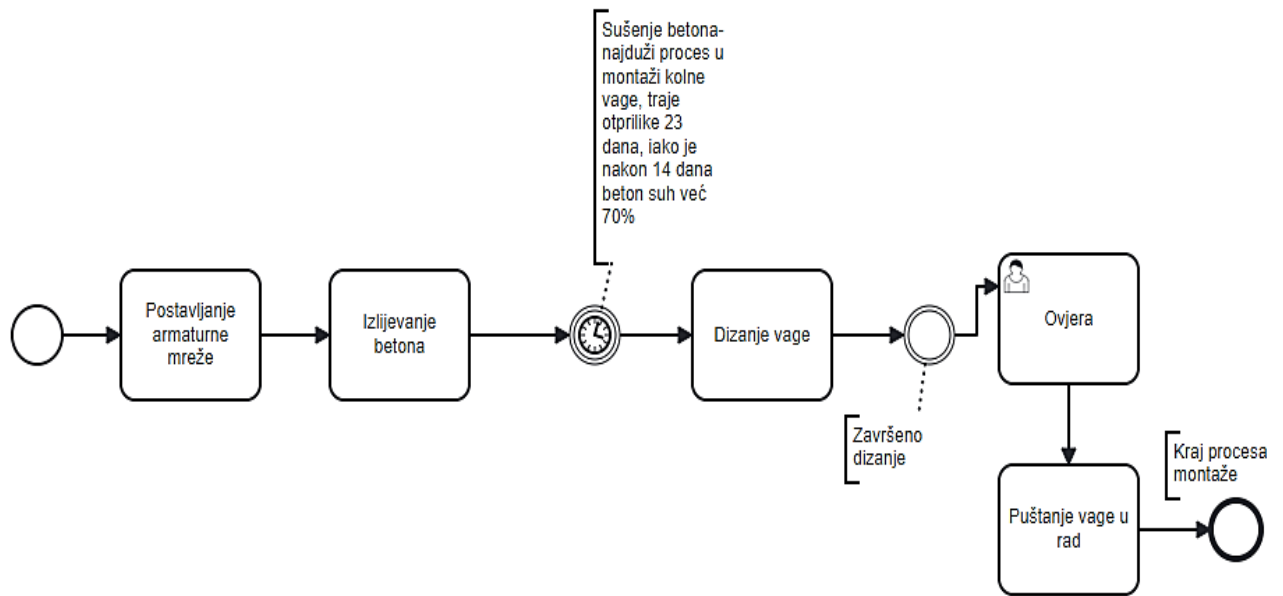 Sušenje betona-
najduži proces u
montaži kolne
vage, traje
otprilike 23
dana, iako je
nakon 14 dana
beton suh već
70%
Postavljanje
armaturne
mreže
Izlijevanje
betona
Dizanje vage
Završeno
dizanje
Ovjera
Puštanje vage u
rad
Kraj procesa
montaže